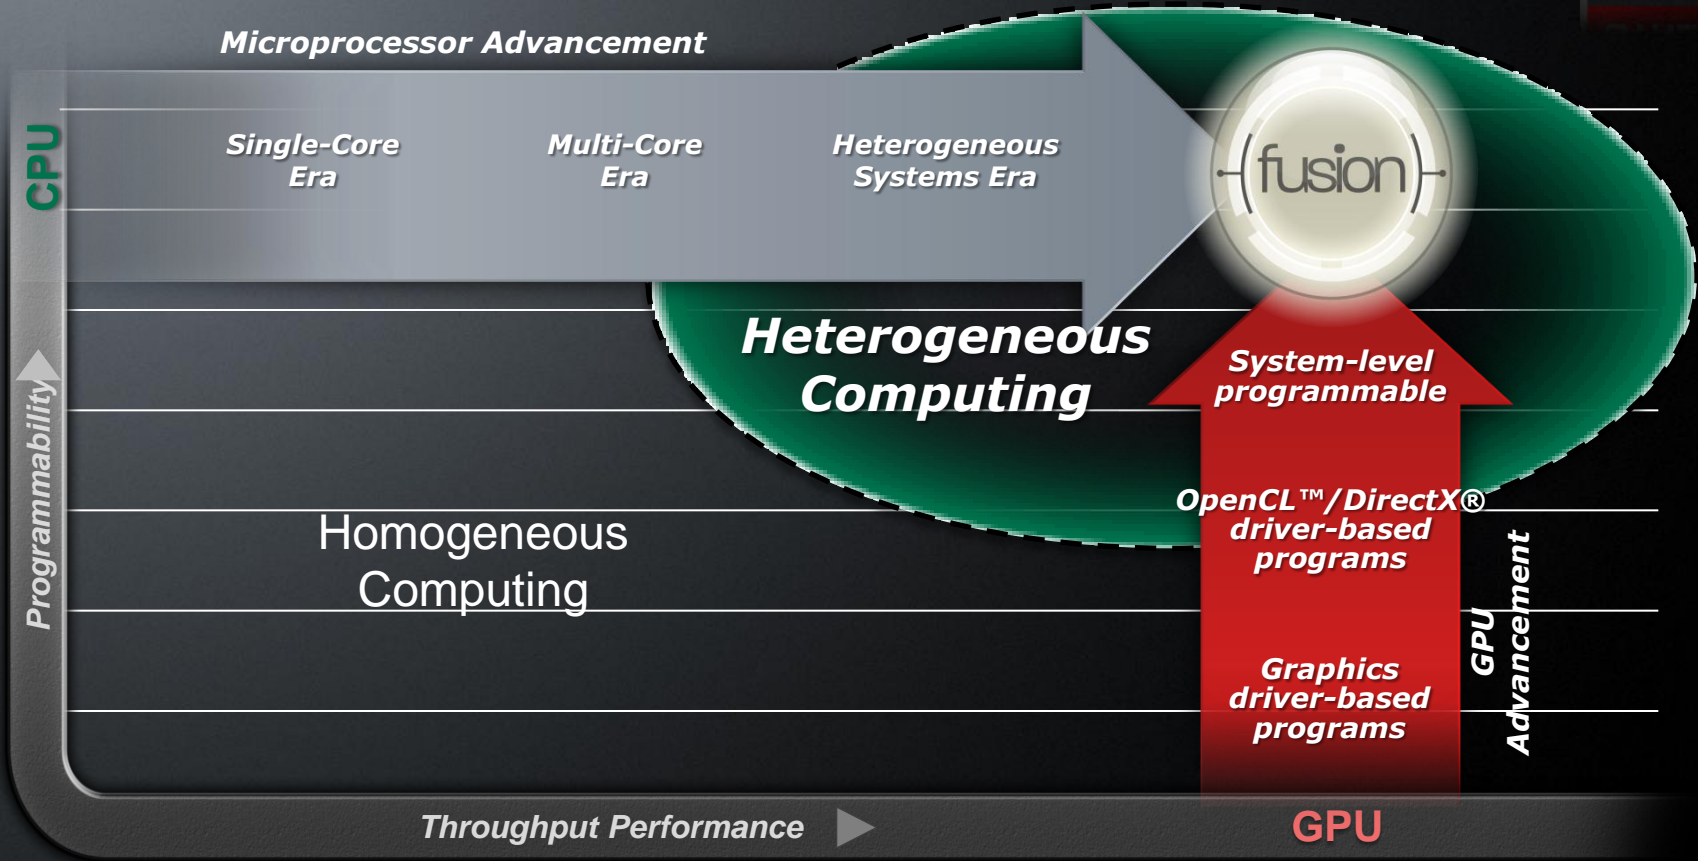 Microprocessor Advancement
CPU
Single-Core
Era
Multi-Core
Era
Heterogeneous
Systems Era
fusion
Heterogeneous
Computing
System-level
programmable
Programmability
OpenCL™/DirectX®
driver-based
programs
Homogeneous
Computing
GPU
Advancement
Graphics
driver-based
programs
Throughput Performance
GPU